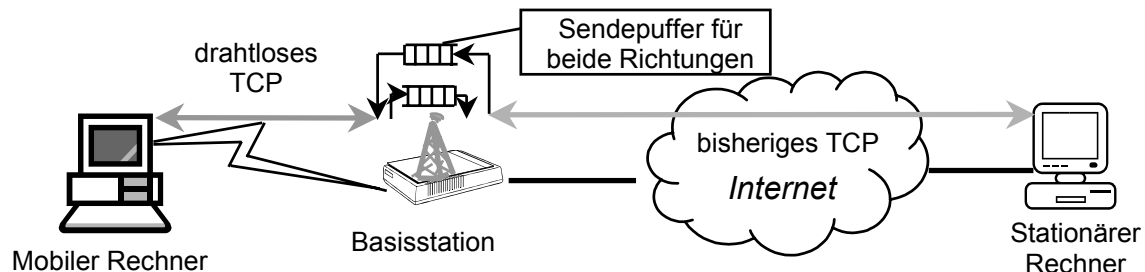 Sendepuffer für
beide Richtungen
drahtloses
TCP
bisheriges TCP
Internet
Mobiler Rechner
Basisstation
Stationärer
Rechner